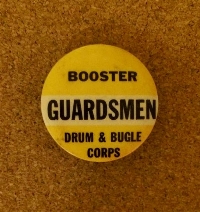 BOOSTER
GUARDSMEN
DRUM & BUGLE
CORPS